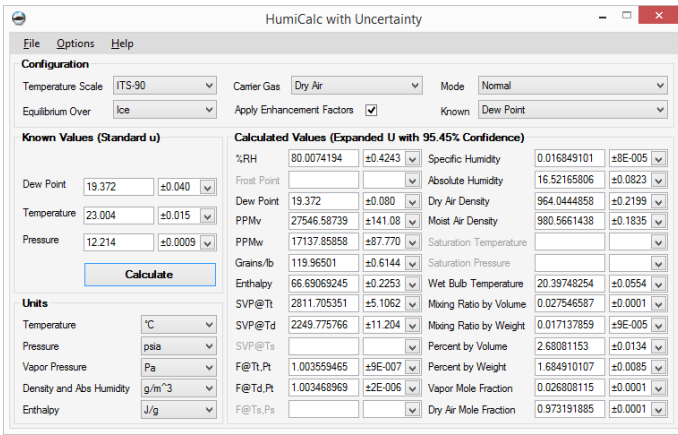 HumiCalc with Uncertainty
File Options Help
Configuration
Temperature Scale ITS-90 Carrier Gas Dry Air Mode Normal
Equilibrium Over Ice Apply Enhancement Factors Known Dew Point
Known Values (Standard u)
Dew Point 19.372 ±0.040
Temperature 23.004 ±0.015
Pressure 12.214 ±0.0009
Calculate
Units
Temperature °C
Pressure psia
Vapor Pressure Pa
Density and Abs Humidity g/m^3
Enthalpy J/g
Calculated Values (Expanded U with 95.45% Confidence)
%RH 80.0074194 ±0.4243 Specific Humidity 0.016849101 ±8E-005
Frost Point Absolute Humidity 16.52165806 ±0.0823
Dew Point 19.372 ±0.080 Dry Air Density 964.0444858 ±0.2199
PPMv 27546.58739 ±141.08 Moist Air Density 980.5661438 ±0.1835
PPMw 17137.85858 ±87.770 Saturation Temperature
Grains/lb 119.96501 ±0.6144 Saturation Pressure
Enthalpy 66.69069245 ±0.2253 Wet Bulb Temperature 20.39748254 ±0.0554
SVP@Tt 2811.705351 ±5.1062 Mixing Ratio by Volume 0.027546587 ±0.0001
SVP@Td 2249.775766 ±11.204 Mixing Ratio by Weight 0.017137859 ±9E-005
SVP@Ts Percent by Volume 2.68081153 ±0.0134
F@Tt,Pt 1.003559465 ±9E-007 Percent by Weight 1.684910107 ±0.0085
F@Td,Pt 1.003468969 ±2E-006 Vapor Mole Fraction 0.026808115 ±0.0001
F@Ts,Ps Dry Air Mole Fraction 0.973191885 ±0.0001